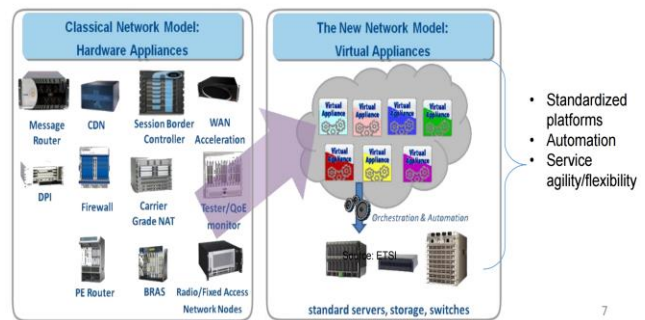 Classical Network Model:
Hardware Appliances
Message
Router
CDN
Session Border
Controller
WAN
Acceleration
DPI
Firewall
Carrier
Grade NAT
Tester/QoE
monitor
PE Router
BRAS
Radio/Fixed Access
Network Nodes
The New Network Model:
Virtual Appliances
Virtual
Appliance
Virtual
Appliance
Virtual
Appliance
Virtual
Appliance
Virtual
Appliance
Virtual
Appliance
Virtual
Appliance
Orchestration & Automation
Source: ETSI
standard servers, storage, switches
• Standardized
platforms
• Automation
• Service
agility/flexibility
7